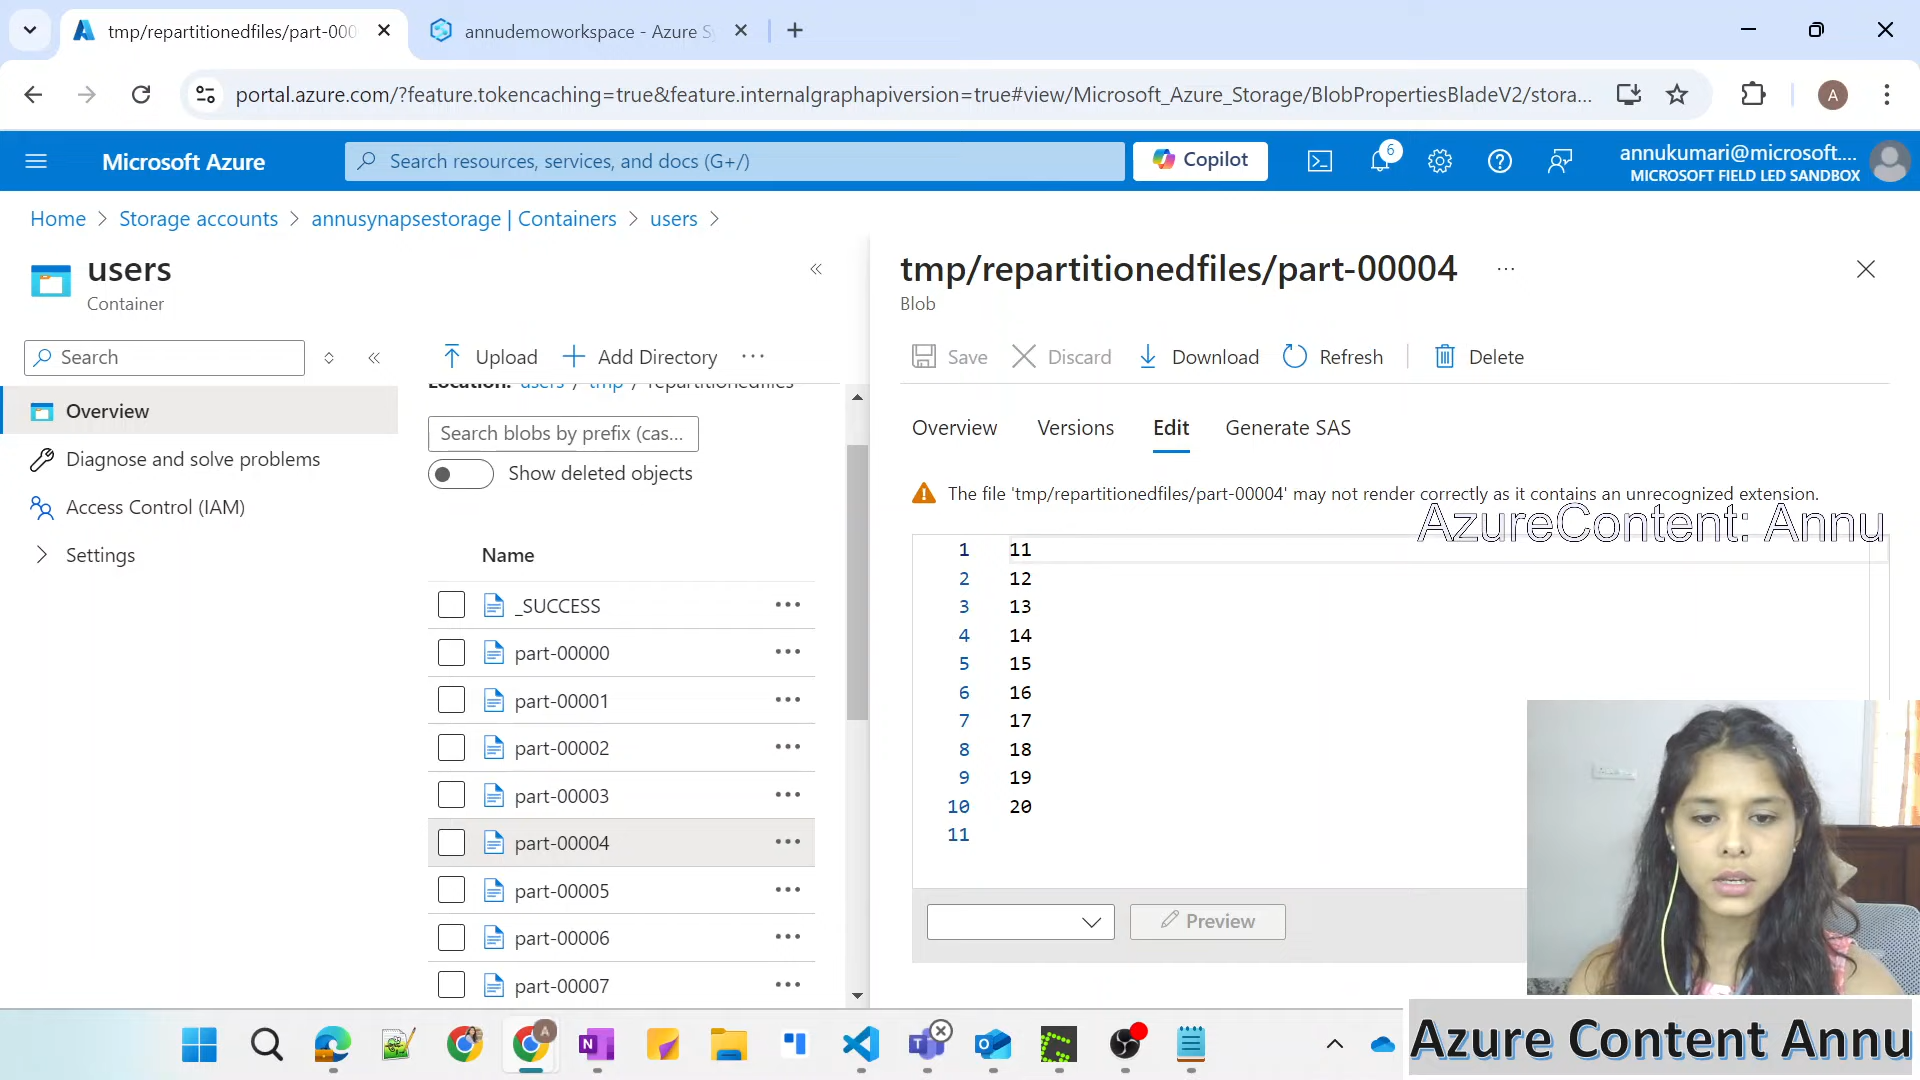 tmp/repartitionedfiles/part-000
annudemoworkspace - Azure S
portal.azure.com/?feature.tokencaching=true&feature.internalgraphapiversion=true#view/Microsoft_Azure_Storage/BlobPropertiesBladeV2/stora...
A
Microsoft Azure
Search resources, services, and docs (G+/)
Copilot
6
annukumari@microsoft....
MICROSOFT FIELD LED SANDBOX
Home > Storage accounts > annusynapsestorage | Containers > users >
users
Container
Search
Overview
Diagnose and solve problems
Access Control (IAM)
Settings
Upload
Add Directory
Location: users / tmp / repartitionedfiles
Search blobs by prefix (cas...
Show deleted objects
Name
_SUCCESS
part-00000
part-00001
part-00002
part-00003
part-00004
part-00005
part-00006
part-00007
tmp/repartitionedfiles/part-00004
Blob
Save
Discard
Download
Refresh
Delete
Overview
Versions
Edit
Generate SAS
The file 'tmp/repartitionedfiles/part-00004' may not render correctly as it contains an unrecognized extension.
AzureContent: Annu
1 11
2 12
3 13
4 14
5 15
6 16
7 17
8 18
9 19
10 20
11
Preview
A
Azure Content Annu